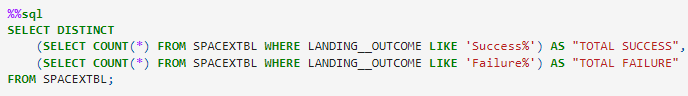 %%sql
SELECT DISTINCT
(SELECT COUNT(*) FROM SPACEXTBL WHERE LANDING__OUTCOME LIKE 'Success%') AS "TOTAL SUCCESS",
(SELECT COUNT(*) FROM SPACEXTBL WHERE LANDING__OUTCOME LIKE 'Failure%') AS "TOTAL FAILURE"
FROM SPACEXTBL;